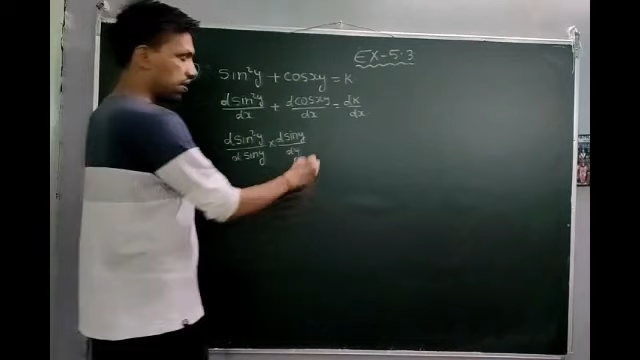 EX-5.3
Sin²y + cosxy = K
dSin²y/dx + dcosxy/dx = dK/dx
dSin²y/dsiny × dsiny/dy